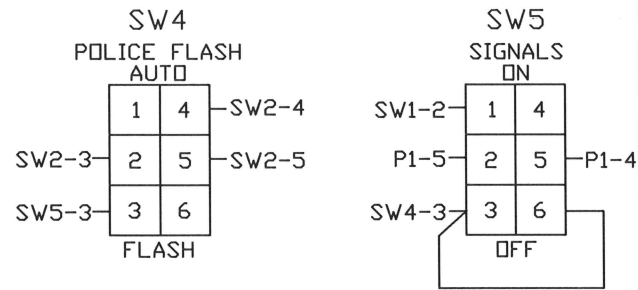 SW4
POLICE FLASH
AUTO
1 4 SW2-4
SW2-3 2 5 SW2-5
SW5-3 3 6
FLASH
SW5
SIGNALS
ON
SW1-2 1 4
P1-5 2 5 P1-4
SW4-3 3 6
OFF